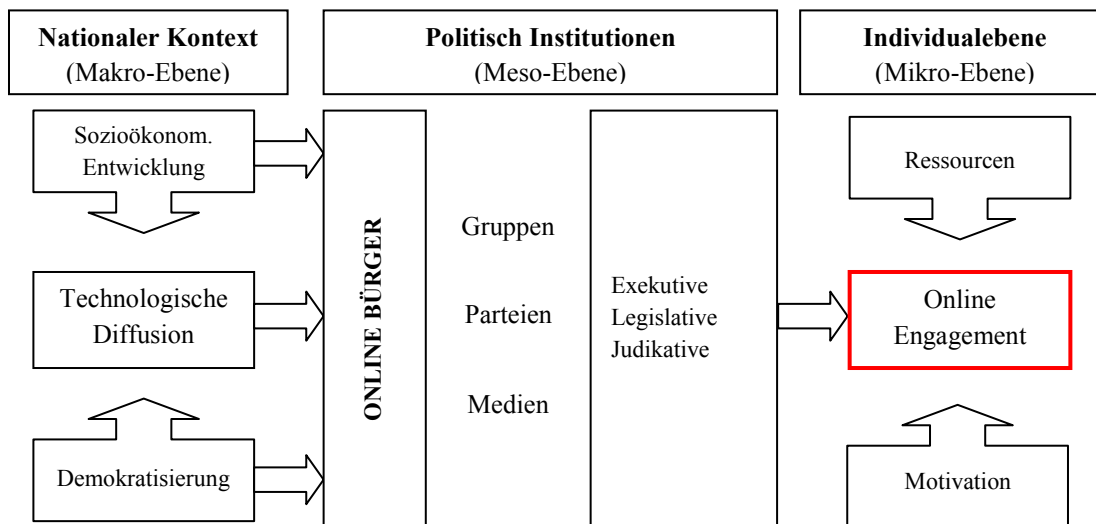 Nationaler Kontext
(Makro-Ebene)
Politisch Institutionen
(Meso-Ebene)
Individualebene
(Mikro-Ebene)
Sozioökonom.
Entwicklung
Technologische
Diffusion
Demokratisierung
ONLINE BÜRGER
Gruppen
Parteien
Medien
Exekutive
Legislative
Judikative
Ressourcen
Online
Engagement
Motivation